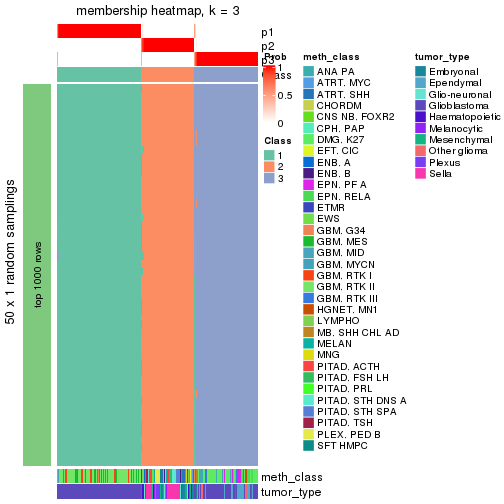 membership heatmap, k = 3
p1
p2
p3
Class
50 x 1 random samplings
top 1000 rows
meth_class
tumor_type
Prob
1
0.5
0
Class
1
2
3
meth_class
ANA PA
ATRT, MYC
ATRT, SHH
CHORDM
CNS NB, FOXR2
CPH, PAP
DMG, K27
EFT, CIC
ENB, A
ENB, B
EPN, PF A
EPN, RELA
ETMR
EWS
GBM, G34
GBM, MES
GBM, MID
GBM, MYCN
GBM, RTK I
GBM, RTK II
GBM, RTK III
HGNET, MN1
LYMPHO
MB, SHH CHL AD
MELAN
MNG
PITAD, ACTH
PITAD, FSH LH
PITAD, PRL
PITAD, STH DNS A
PITAD, STH SPA
PITAD, TSH
PLEX, PED B
SFT HMPC
tumor_type
Embryonal
Ependymal
Glio-neuronal
Glioblastoma
Haematopoietic
Melanocytic
Mesenchymal
Other glioma
Plexus
Sella